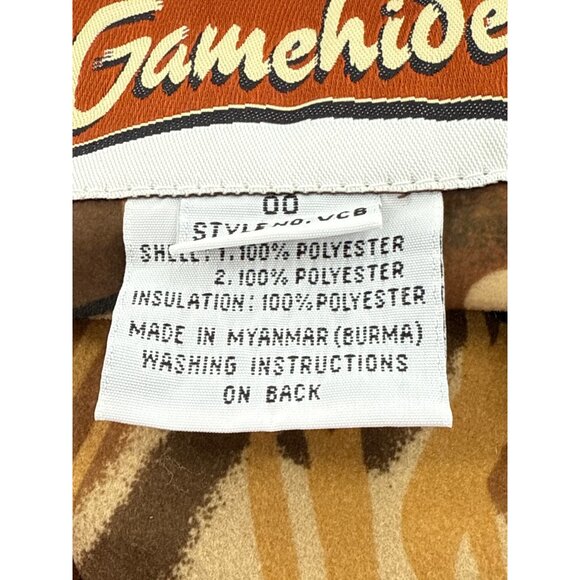 Gamehide
00
STYLE NO. VCB
SHELL: 1. 100% POLYESTER
2. 100% POLYESTER
INSULATION: 100% POLYESTER
MADE IN MYANMAR (BURMA)
WASHING INSTRUCTIONS
ON BACK